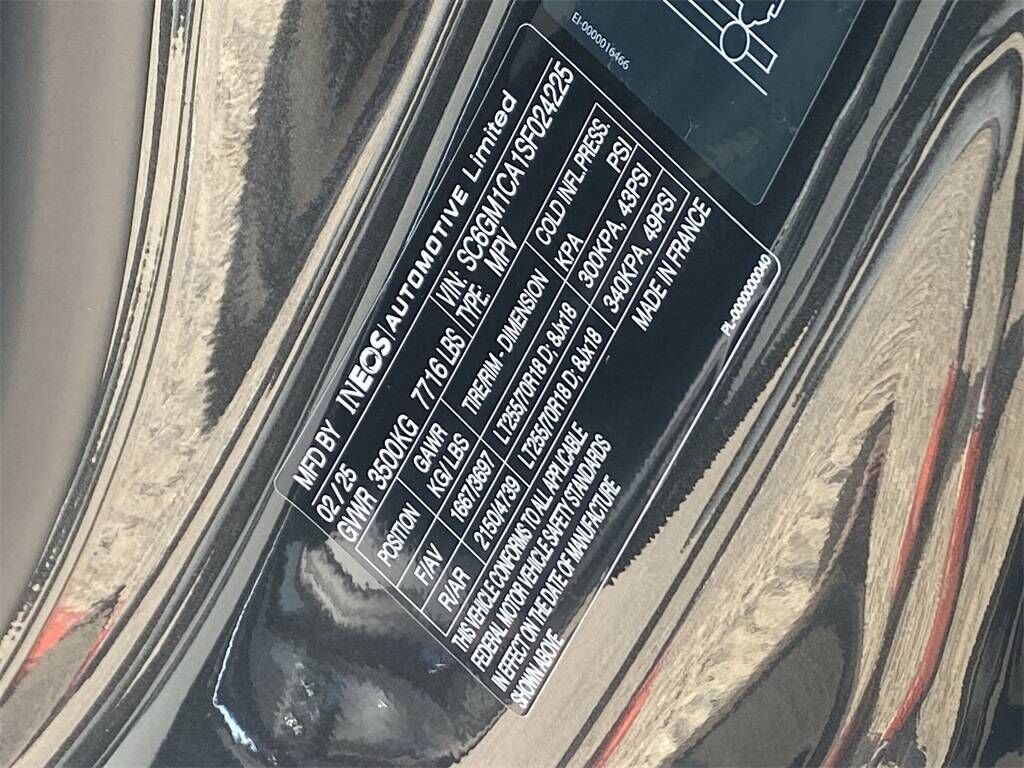 EI-0000016466
MFD BY INEOS AUTOMOTIVE Limited
02 / 25 VIN: SC6GM1CA1SF024225
GVWR 3500KG 7716 LBS TYPE: MPV
POSITION GAWR TIRE/RIM - DIMENSION COLD INFL.PRESS.
KG / LBS KPA PSI
F/AV 1667/3697 LT255/70R18 D; 8Jx18 300KPA, 43PSI
R/AR 2150/4739 LT255/70R18 D; 8Jx18 340KPA, 49PSI
THIS VEHICLE CONFORMS TO ALL APPLICABLE MADE IN FRANCE
FEDERAL MOTOR VEHICLE SAFETY STANDARDS
IN EFFECT ON THE DATE OF MANUFACTURE
SHOWN ABOVE
PL-0000000040